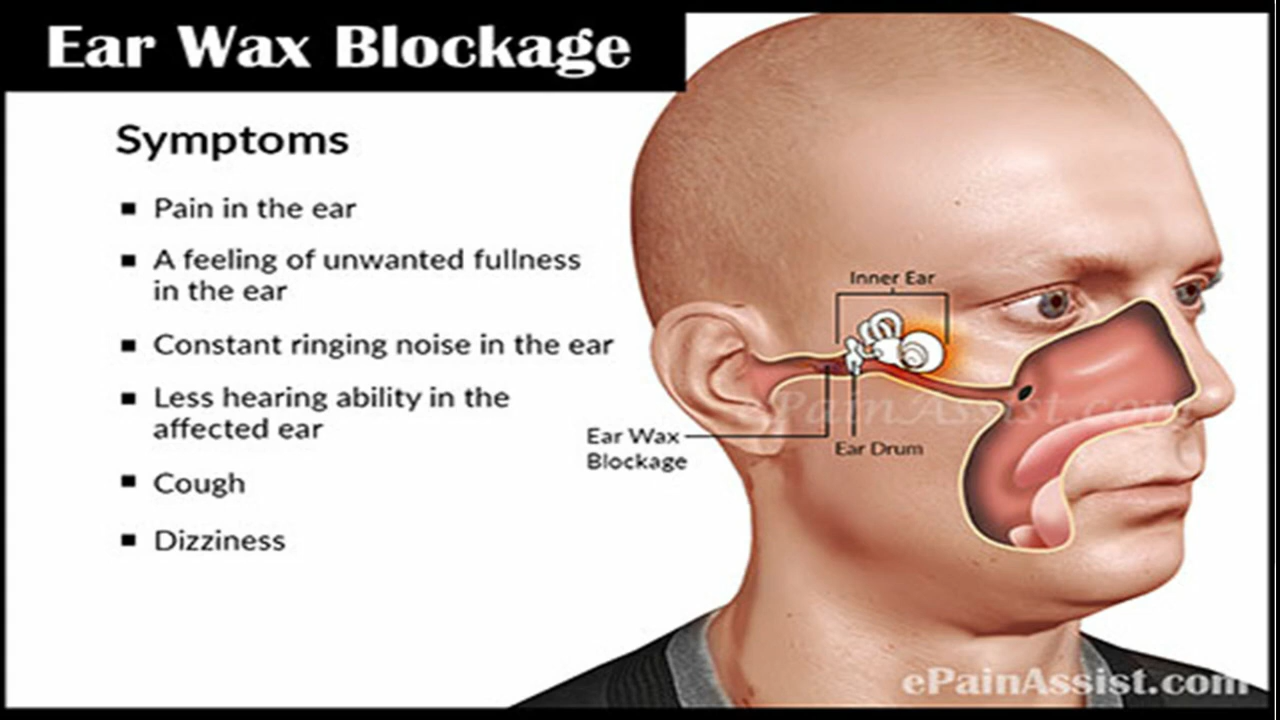 Ear Wax Blockage
Symptoms
Pain in the ear
A feeling of unwanted fullness
in the ear
Constant ringing noise in the ear
Less hearing ability in the
affected ear
Cough
Dizziness
Inner Ear
Ear Wax
Blockage
Ear Drum
ePainAssist.com
ePainAssist.com